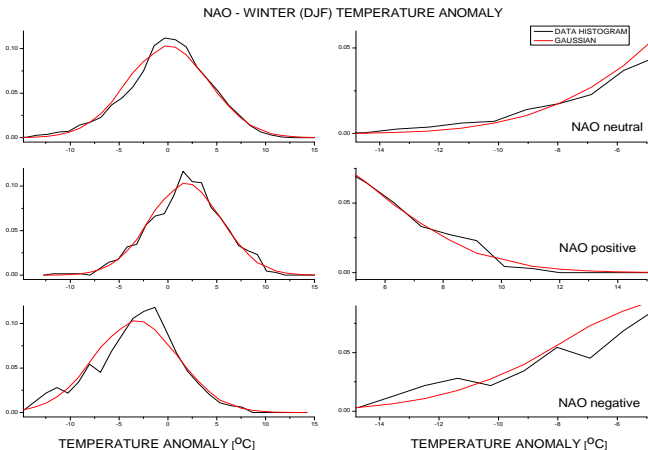 NAO - WINTER (DJF) TEMPERATURE ANOMALY
0.10
0.05
0.00
-10 -5 0 5 10 15
DATA HISTOGRAM
GAUSSIAN
0.05
0.00
NAO neutral
-14 -12 -10 -8 -6
0.10
0.05
0.00
-10 -5 0 5 10 15
0.05
0.00
NAO positive
6 8 10 12 14
0.10
0.05
0.00
-10 -5 0 5 10 15
0.05
0.00
NAO negative
-14 -12 -10 -8 -6
TEMPERATURE ANOMALY [ºC]
TEMPERATURE ANOMALY [ºC]